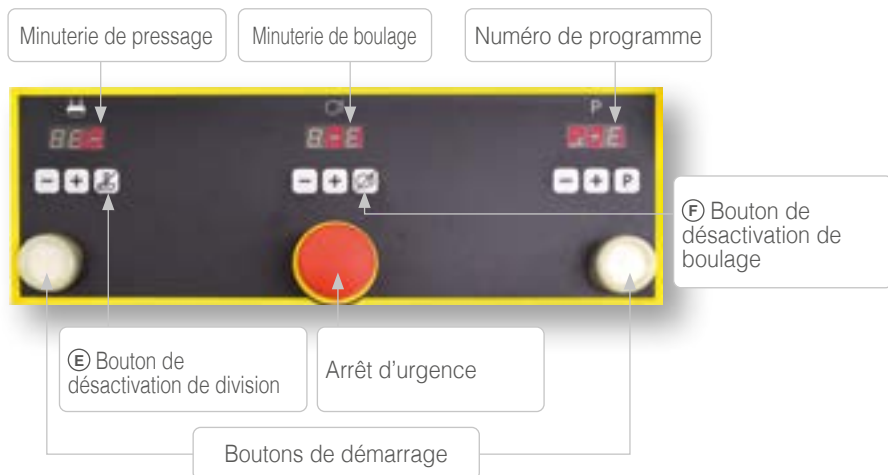 Minuterie de pressage
Minuterie de boulage
Numéro de programme
P
- + - + - + P
Ⓕ Bouton de
désactivation de
boulage
Ⓔ Bouton de
désactivation de division
Arrêt d’urgence
Boutons de démarrage